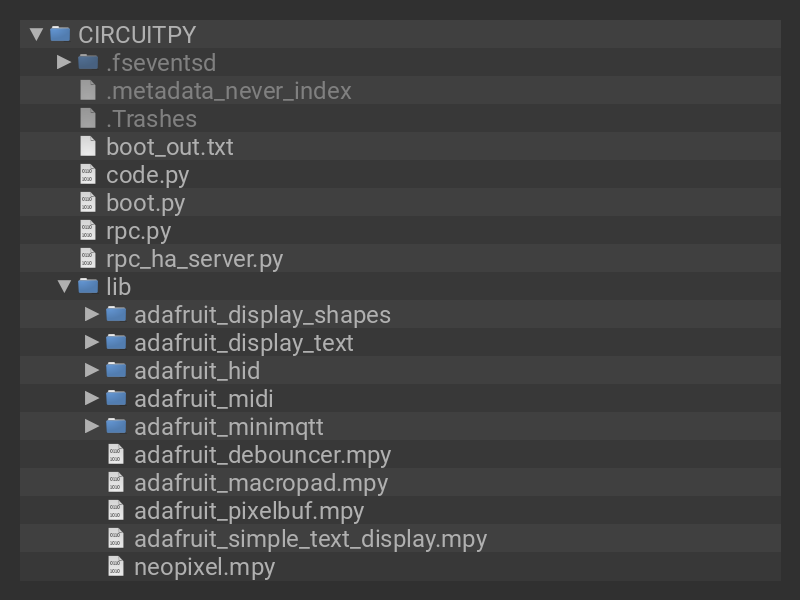 CIRCUITPY
.fseventsd
.metadata_never_index
.Trashes
boot_out.txt
code.py
boot.py
rpc.py
rpc_ha_server.py
lib
adafruit_display_shapes
adafruit_display_text
adafruit_hid
adafruit_midi
adafruit_minimqtt
adafruit_debouncer.mpy
adafruit_macropad.mpy
adafruit_pixelbuf.mpy
adafruit_simple_text_display.mpy
neopixel.mpy